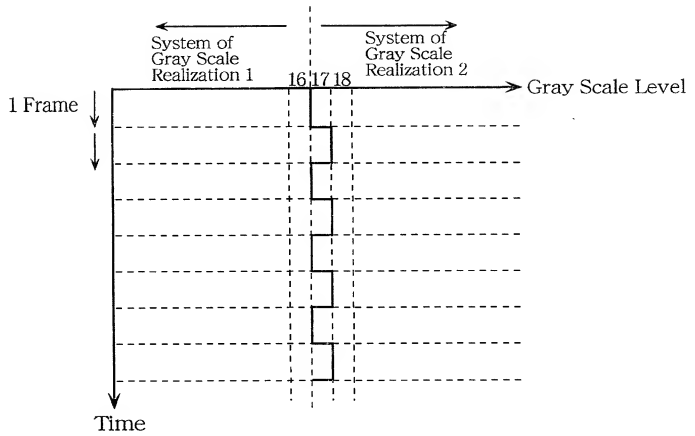 System of
Gray Scale
Realization 1
System of
Gray Scale
Realization 2
16 17 18
Gray Scale Level
1 Frame
Time